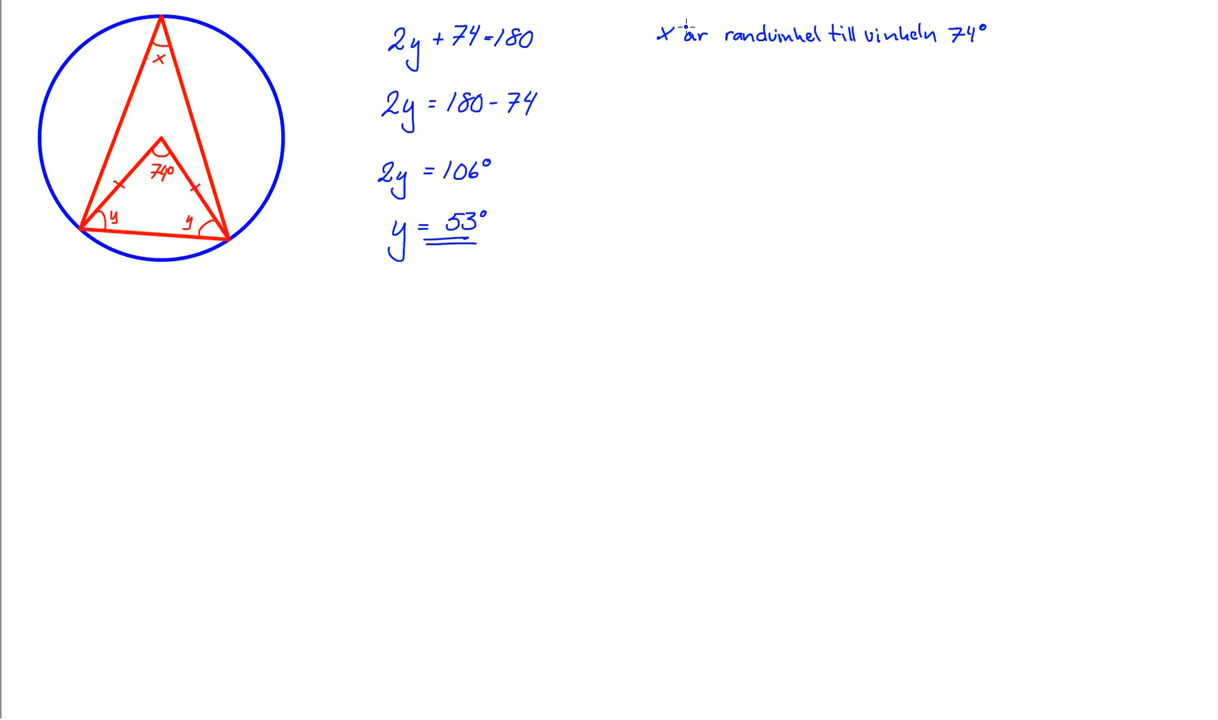 x
74°
y
y
2y + 74 = 180
2y = 180 - 74
2y = 106°
y = 53°
x är randvinkel till vinkeln 74°